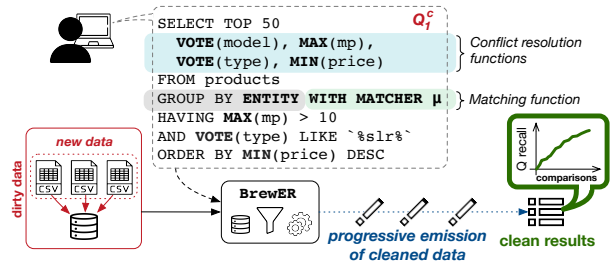 SELECT TOP 50
Q₁ᶜ
VOTE(model), MAX(mp),
VOTE(type), MIN(price)
Conflict resolution
functions
FROM products
GROUP BY ENTITY WITH MATCHER μ
Matching function
HAVING MAX(mp) > 10
AND VOTE(type) LIKE `%slr%`
ORDER BY MIN(price) DESC
dirty data
new data
CSV CSV CSV
BrewER
progressive emission
of cleaned data
Q recall
comparisons
clean results